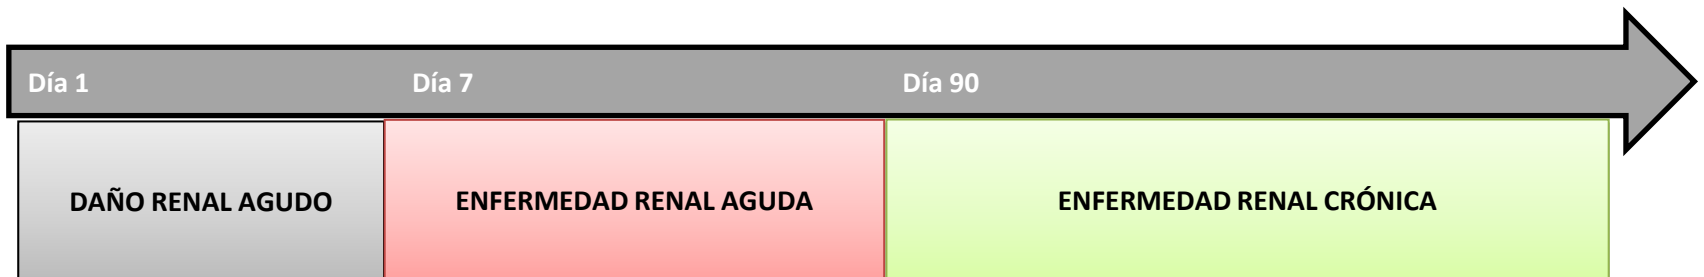 Día 1 Día 7 Día 90
DAÑO RENAL AGUDO ENFERMEDAD RENAL AGUDA ENFERMEDAD RENAL CRÓNICA